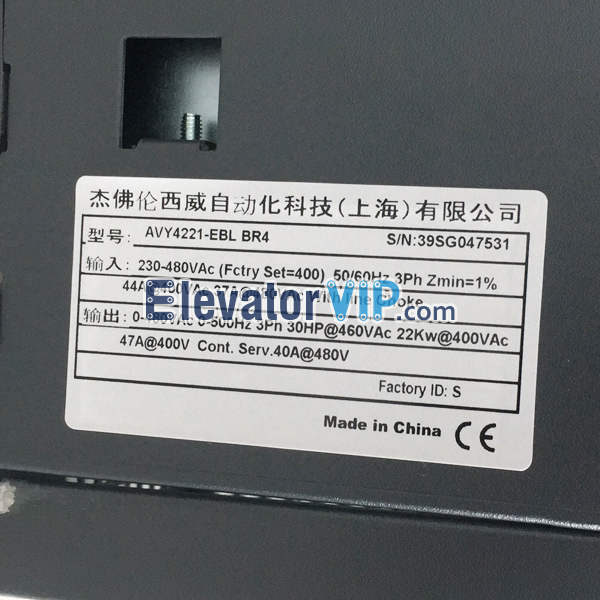 杰佛伦西威自动化科技(上海)有限公司
型号: AVY4221-EBL BR4 S/N:39SG047531
输入: 230-480VAc (Fctry Set=400) 50/60Hz 3Ph Zmin=1%
ElevatorVIP.com
输出: 0-480VAc 0-500Hz 3Ph 30HP@460VAc 22Kw@400VAc
47A@400V Cont. Serv.40A@480V
Factory ID: S
Made in China CE